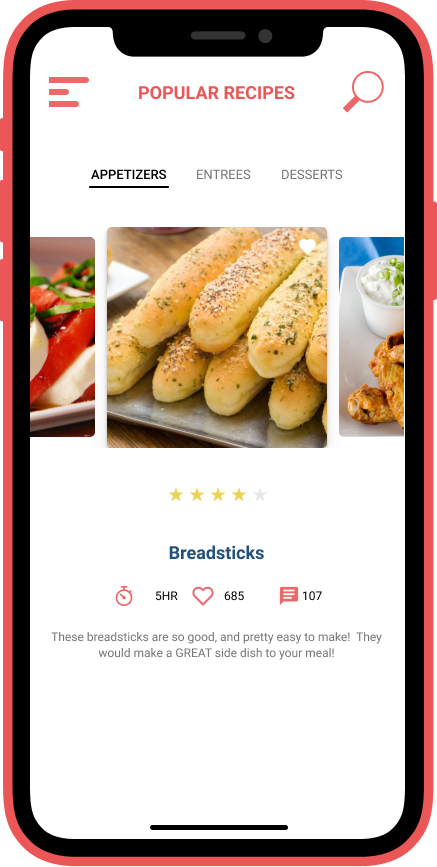 POPULAR RECIPES
APPETIZERS ENTREES DESSERTS
Breadsticks
5HR 685 107
These breadsticks are so good, and pretty easy to make!  They
would make a GREAT side dish to your meal!